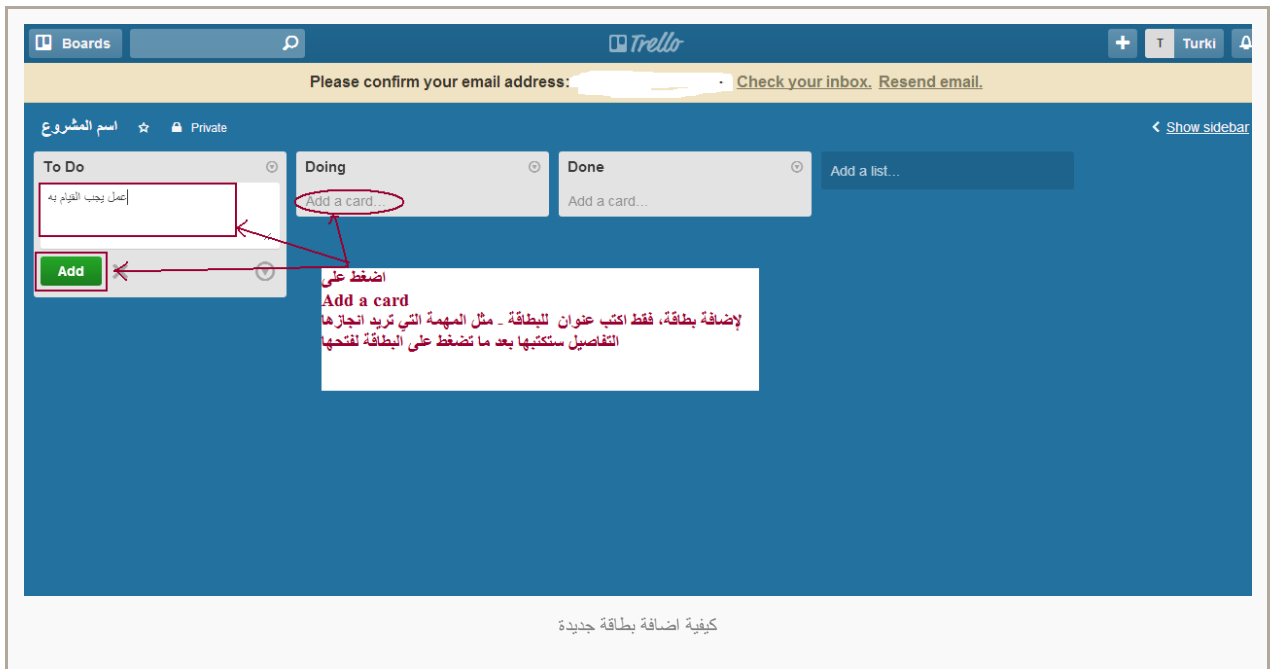 Boards
Trello
T Turki
Please confirm your email address: Check your inbox. Resend email.
اسم المشروع Private
Show sidebar
To Do
عمل يجب القيام به
Add
Doing
Add a card...
Done
Add a card...
Add a list...
اضغط على
Add a card
لإضافة بطاقة، فقط اكتب عنوان للبطاقة - مثل المهمة التي تريد انجازها
التفاصيل ستكتبها بعد ما تضغط على البطاقة لفتحها
كيفية اضافة بطاقة جديدة